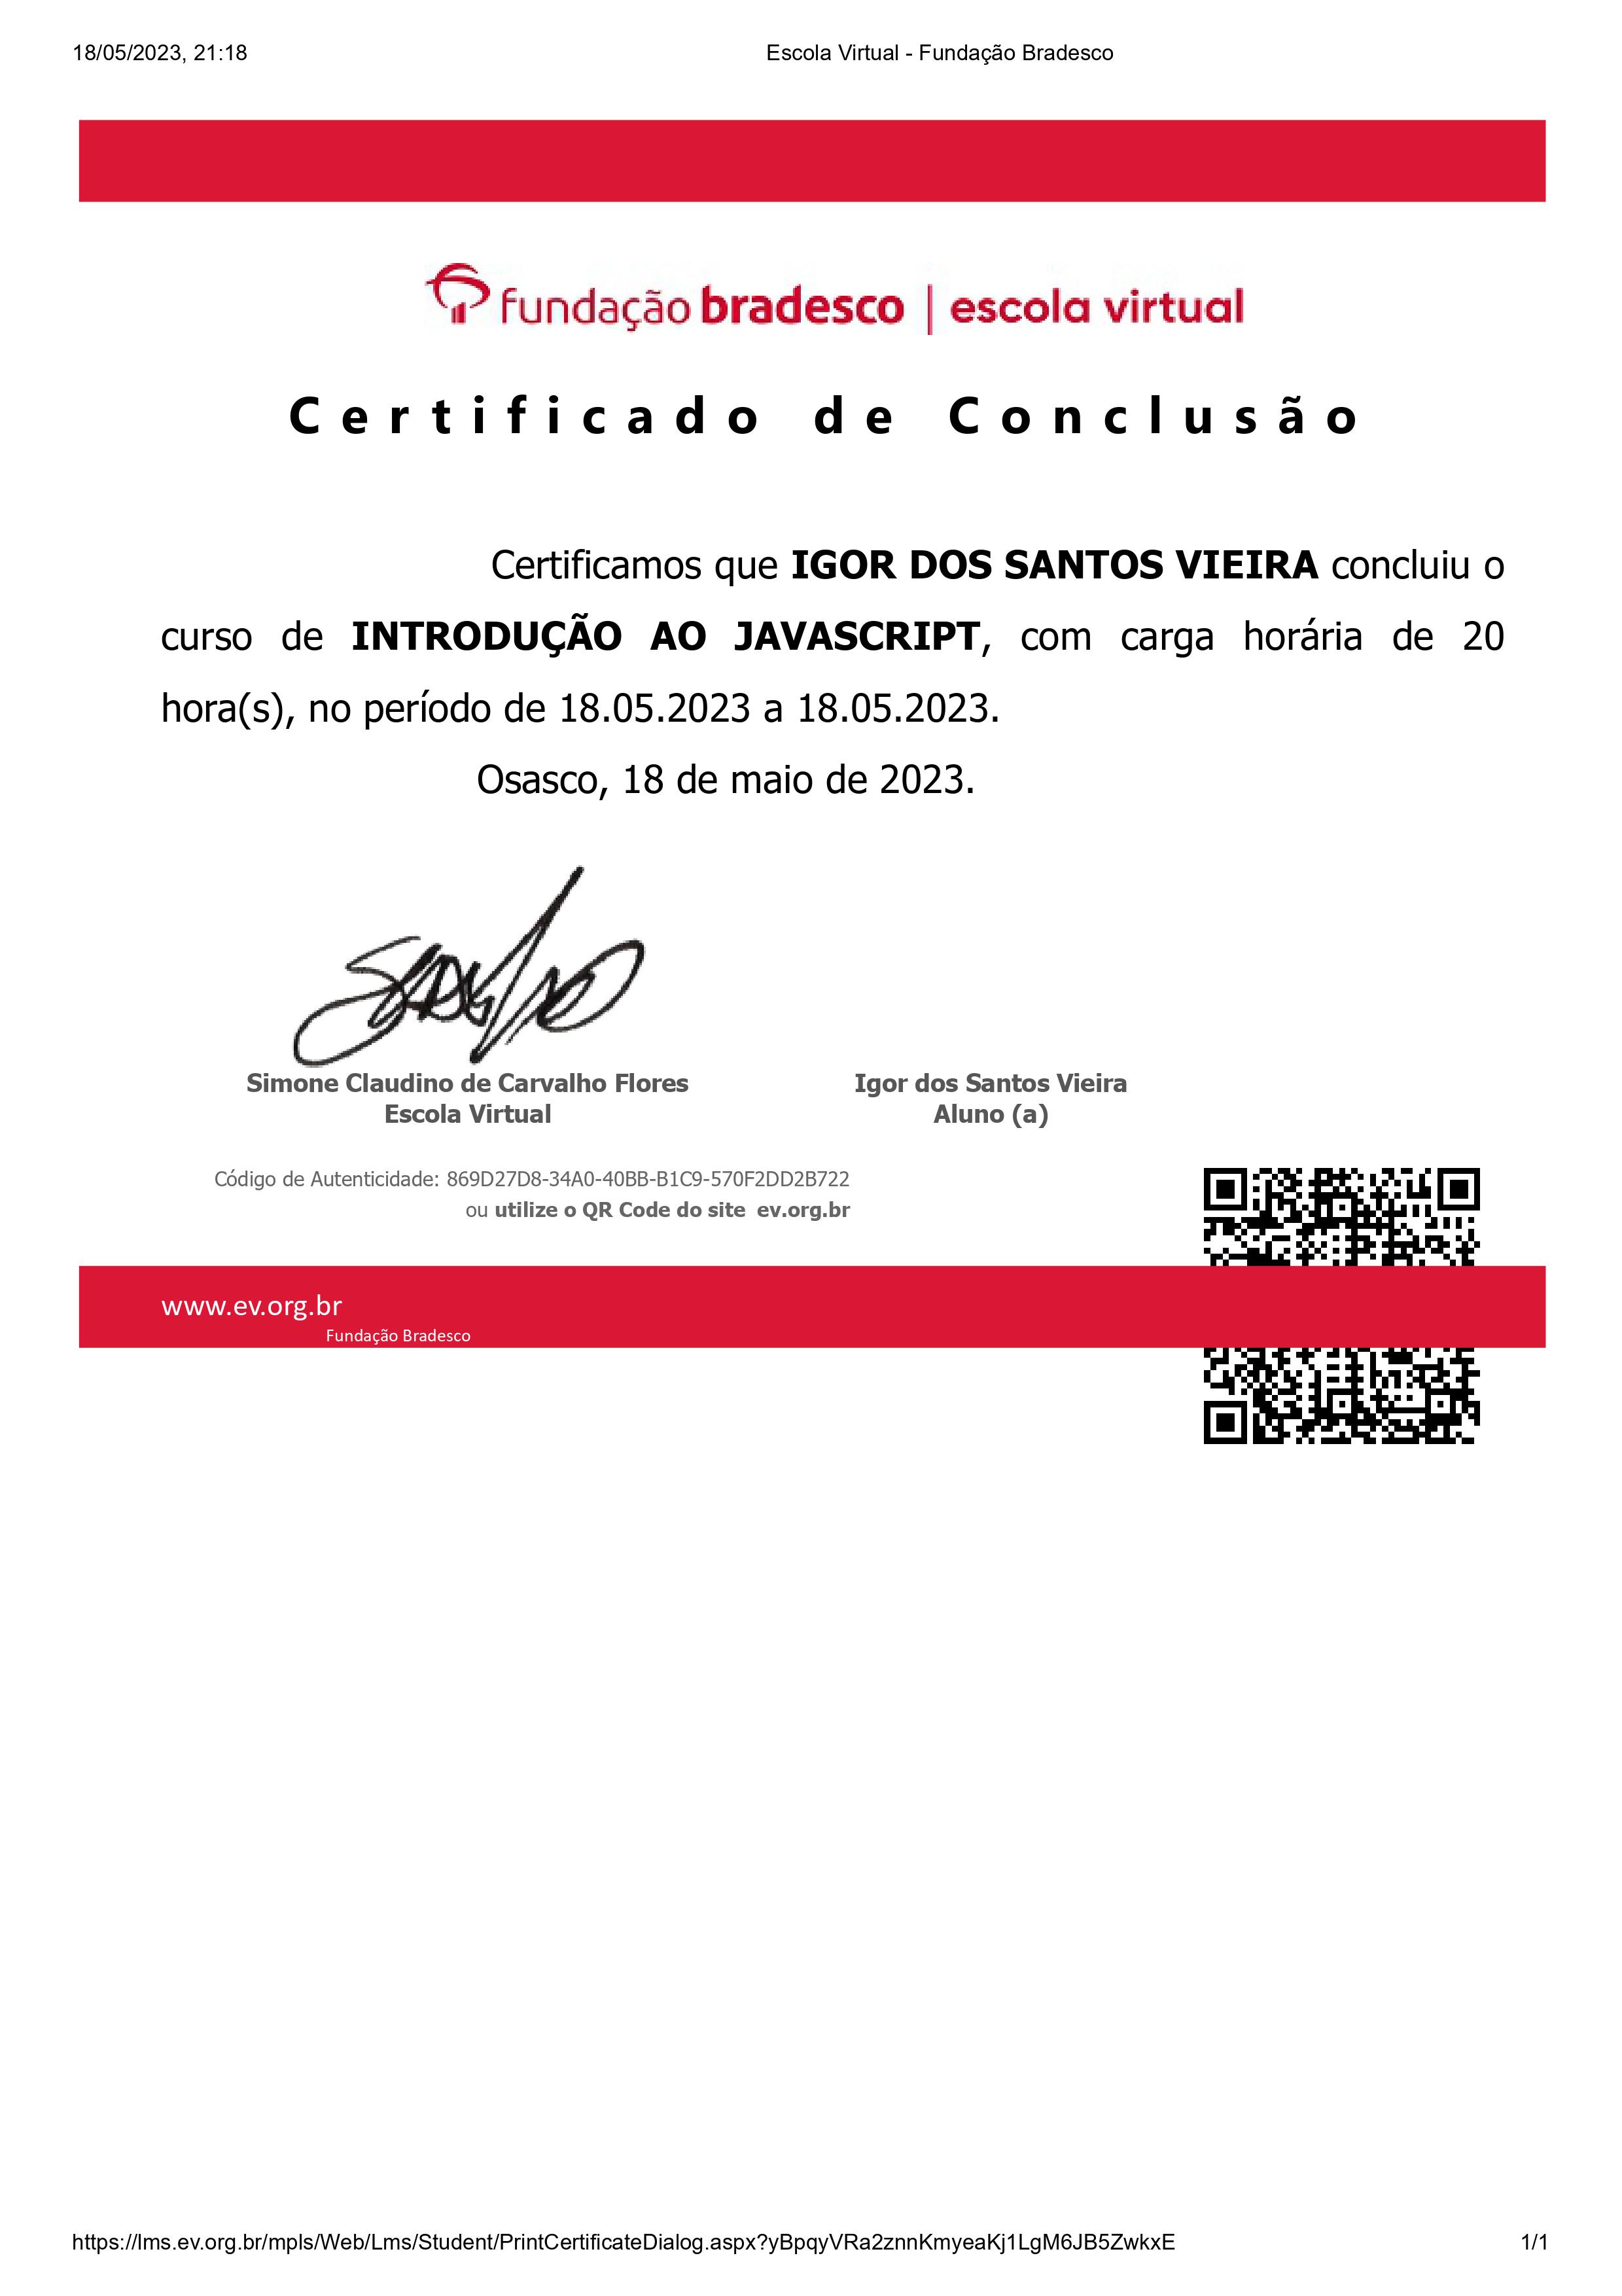 18/05/2023, 21:18 Escola Virtual - Fundação Bradesco
fundação bradesco | escola virtual
Certificado de Conclusão
Certificamos que IGOR DOS SANTOS VIEIRA concluiu o
curso de INTRODUÇÃO AO JAVASCRIPT, com carga horária de 20
hora(s), no período de 18.05.2023 a 18.05.2023.
Osasco, 18 de maio de 2023.
Simone Claudino de Carvalho Flores
Escola Virtual
Igor dos Santos Vieira
Aluno (a)
Código de Autenticidade: 869D27D8-34A0-40BB-B1C9-570F2DD2B722
ou utilize o QR Code do site ev.org.br
www.ev.org.br
Fundação Bradesco
https://lms.ev.org.br/mpls/Web/Lms/Student/PrintCertificateDialog.aspx?yBpqyVRa2znnKmyeaKj1LgM6JB5ZwkxE 1/1